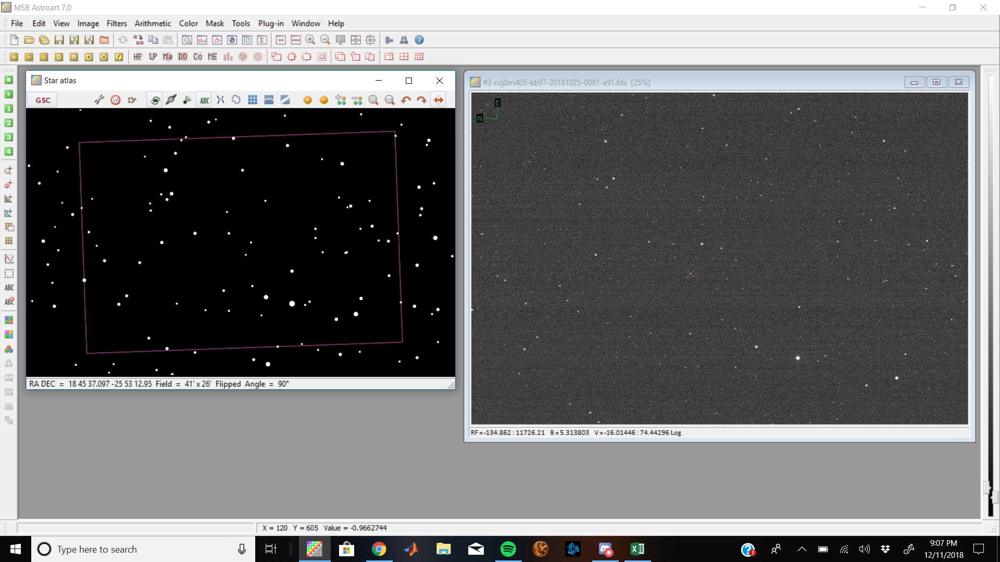 MSB Astroart 7.0
File Edit View Image Filters Arithmetic Color Mask Tools Plug-in Window Help
HP LP Ma DD Co ME
Star atlas
GSC
ABC
RA DEC = 18 45 37.097 -25 53 12.95 Field = 41' x 26' Flipped Angle = 90°
#3 coj0m405-kb97-20181025-0081-e91.fits [25%]
E
N
RF=-134.862 : 11726.21 B=5.313803 V=-16.01446 : 74.44296 Log
1
2
3
4
ABC
ABC
X = 120 Y = 605 Value = -0.9662744
Type here to search
9:07 PM
12/11/2018